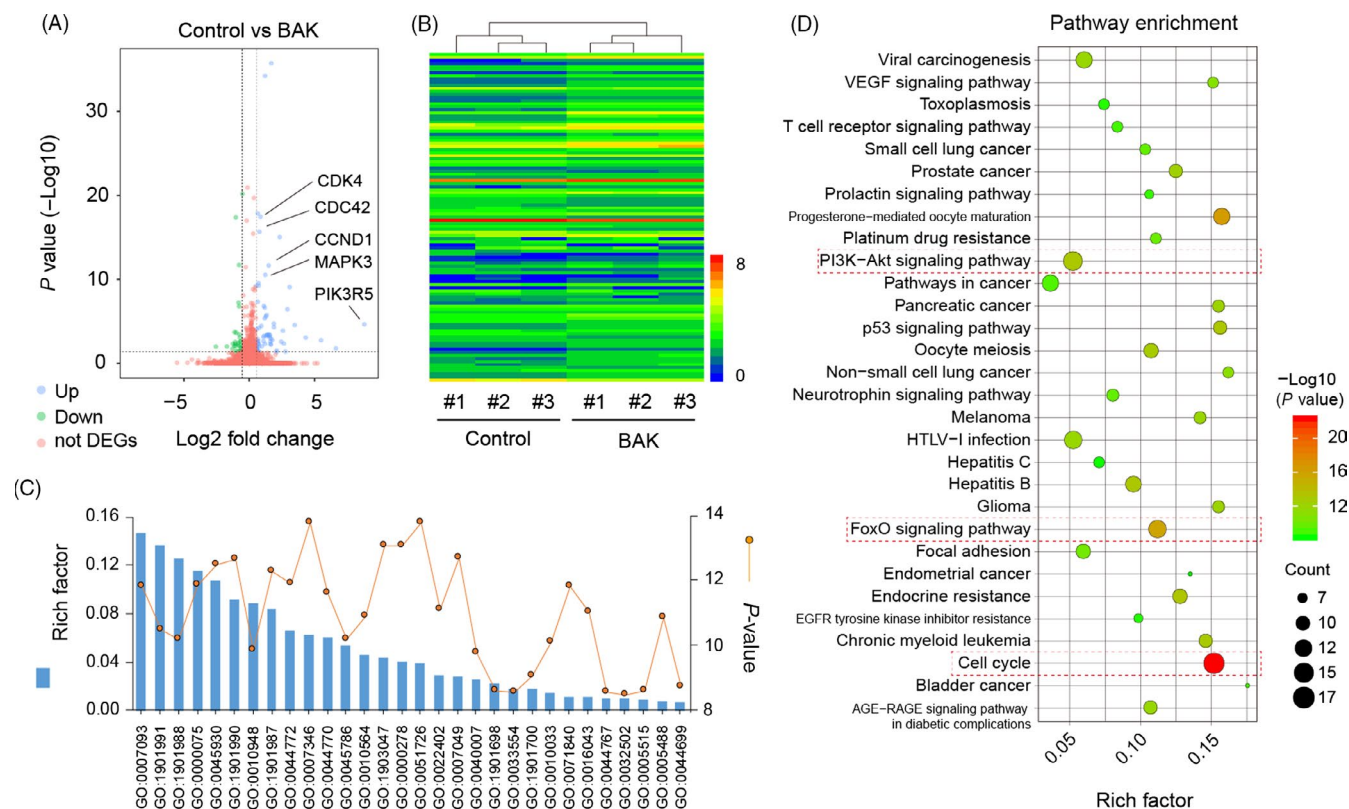 (A)
Control vs BAK
P value (−Log10)
30
20
10
0
CDK4
CDC42
CCND1
MAPK3
PIK3R5
−5
0
5
Log2 fold change
Up
Down
not DEGs
(B)
8
0
#1
#2
#3
#1
#2
#3
Control
BAK
(C)
Rich factor
0.16
0.12
0.08
0.04
0.00
14
12
10
8
P-value
GO:0007093
GO:1901991
GO:1901988
GO:0000075
GO:0045930
GO:1901990
GO:0010948
GO:1901987
GO:0044772
GO:0007346
GO:0044770
GO:0045786
GO:0010564
GO:1903047
GO:0000278
GO:0051726
GO:0022402
GO:0007049
GO:0040007
GO:1901698
GO:0033554
GO:1901700
GO:0010033
GO:0071840
GO:0016043
GO:0044767
GO:0032502
GO:0005515
GO:0005488
GO:0044699
(D)
Pathway enrichment
Viral carcinogenesis
VEGF signaling pathway
Toxoplasmosis
T cell receptor signaling pathway
Small cell lung cancer
Prostate cancer
Prolactin signaling pathway
Progesterone−mediated oocyte maturation
Platinum drug resistance
PI3K−Akt signaling pathway
Pathways in cancer
Pancreatic cancer
p53 signaling pathway
Oocyte meiosis
Non−small cell lung cancer
Neurotrophin signaling pathway
Melanoma
HTLV−I infection
Hepatitis C
Hepatitis B
Glioma
FoxO signaling pathway
Focal adhesion
Endometrial cancer
Endocrine resistance
EGFR tyrosine kinase inhibitor resistance
Chronic myeloid leukemia
Cell cycle
Bladder cancer
AGE−RAGE signaling pathway
in diabetic complications
0.05
0.10
0.15
Rich factor
−Log10
(P value)
20
16
12
Count
7
10
12
15
17